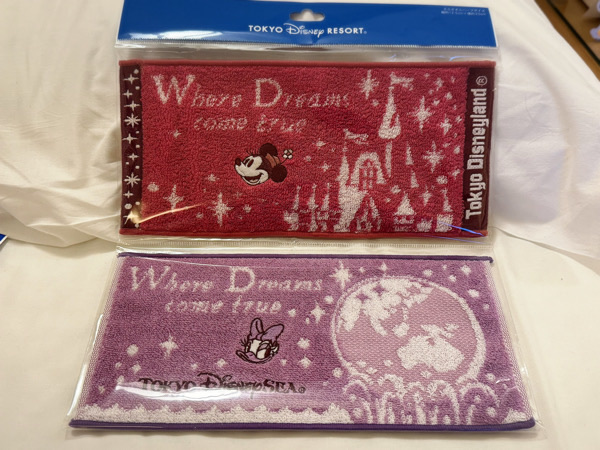 TOKYO Disney RESORT®
Where Dreams
come true
Tokyo Disneyland®
Where Dreams
come true
TOKYO DISNEYSEA®